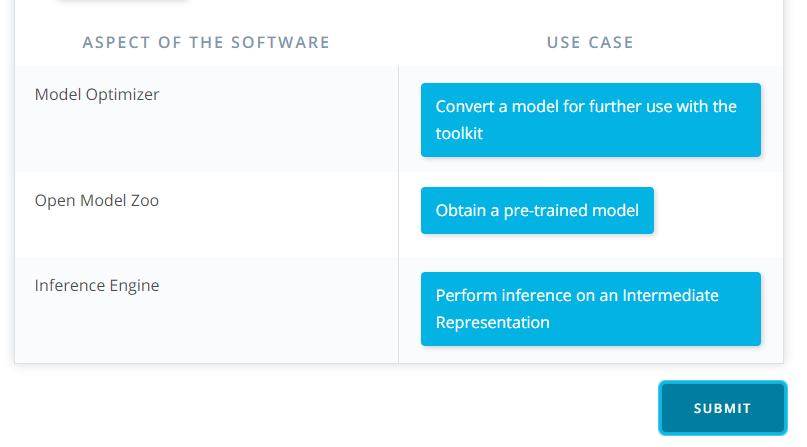 ASPECT OF THE SOFTWARE
USE CASE
Model Optimizer
Convert a model for further use with the
toolkit
Open Model Zoo
Obtain a pre-trained model
Inference Engine
Perform inference on an Intermediate
Representation
SUBMIT